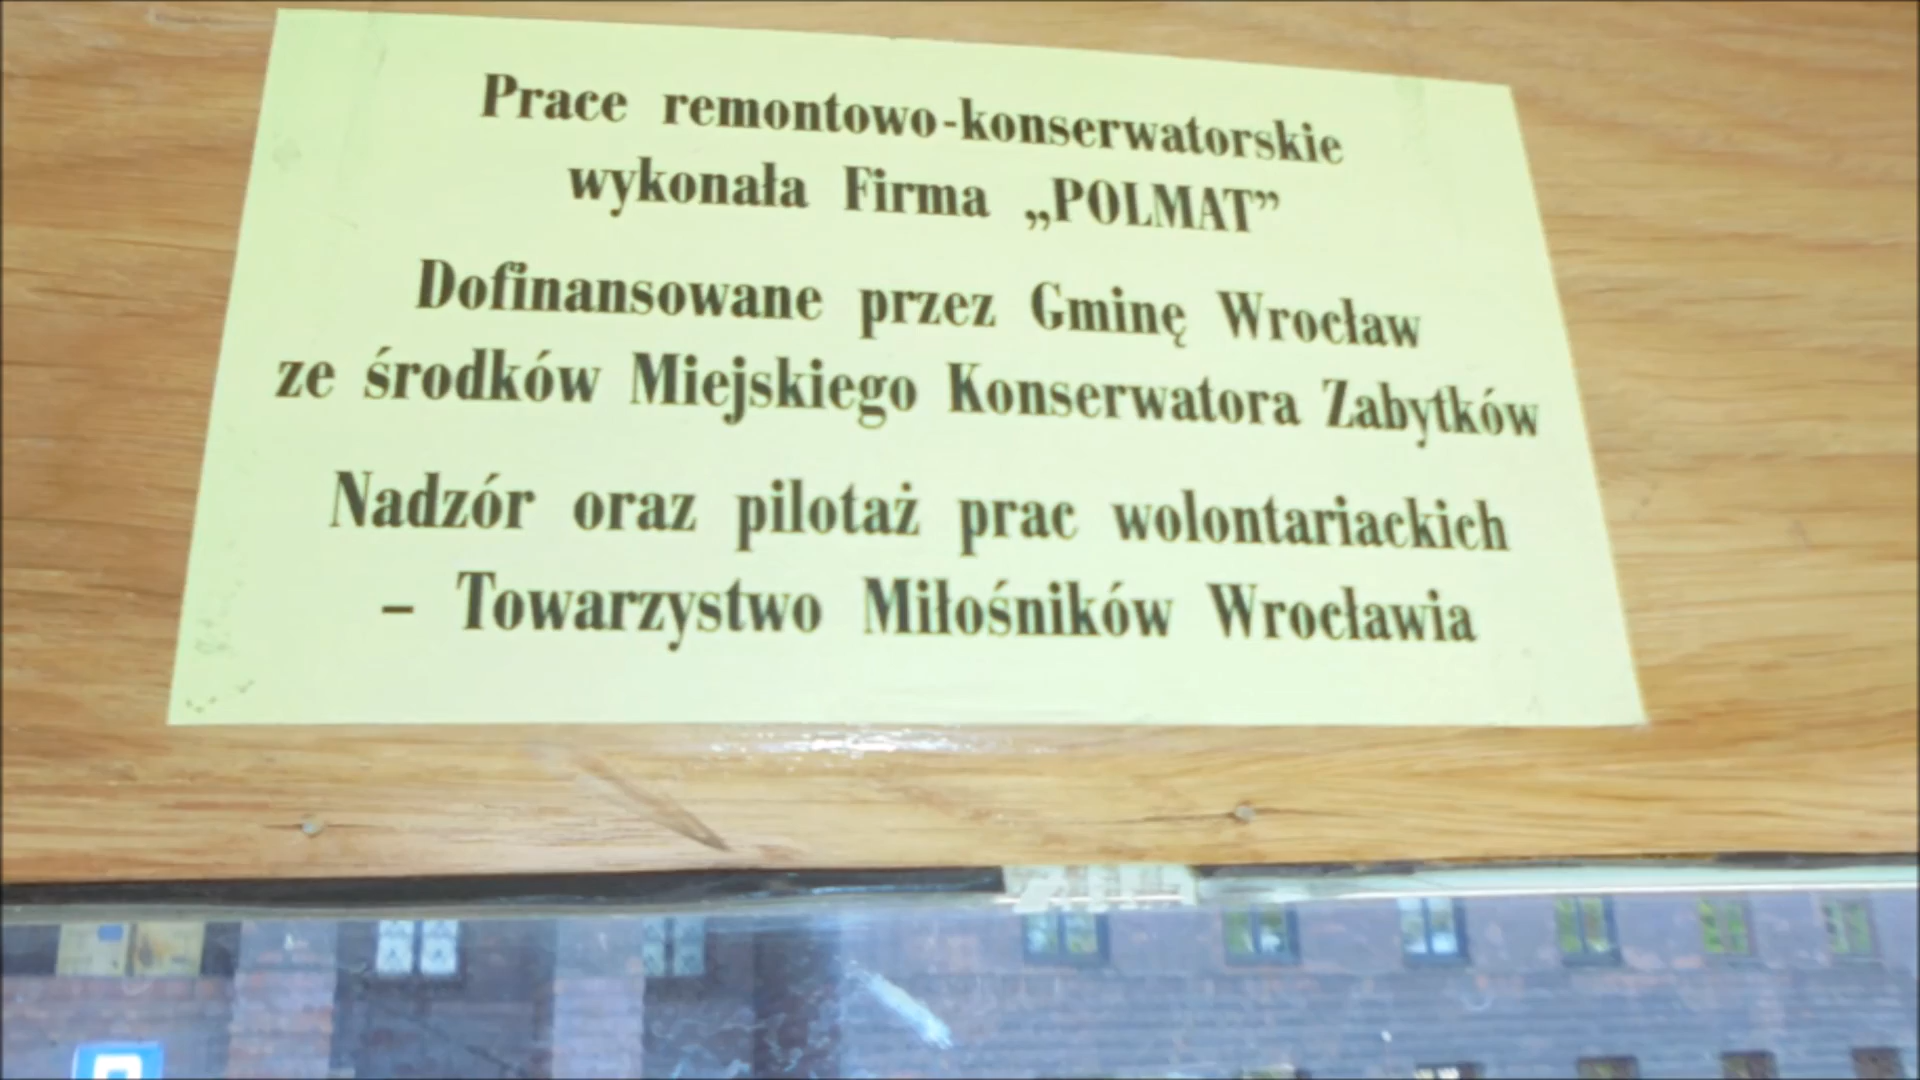 Prace remontowo-konserwatorskie
wykonała Firma „POLMAT”
Dofinansowane przez Gminę Wrocław
ze środków Miejskiego Konserwatora Zabytków
Nadzór oraz pilotaż prac wolontariackich
– Towarzystwo Miłośników Wrocławia